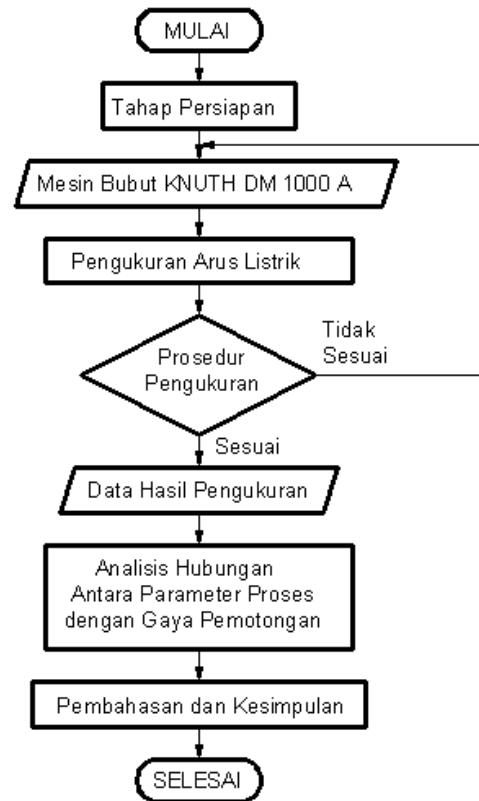 MULAI
Tahap Persiapan
Mesin Bubut KNUTH DM 1000 A
Pengukuran Arus Listrik
Prosedur
Pengukuran
Tidak
Sesuai
Sesuai
Data Hasil Pengukuran
Analisis Hubungan
Antara Parameter Proses
dengan Gaya Pemotongan
Pembahasan dan Kesimpulan
SELESAI